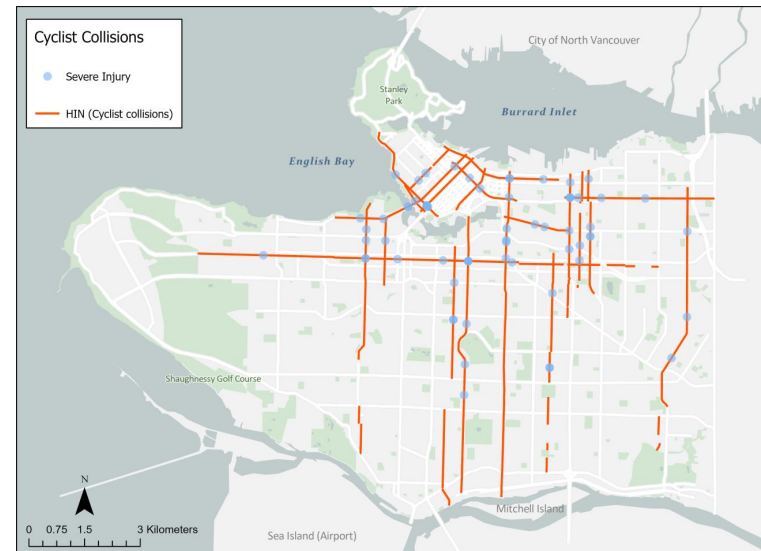 Cyclist Collisions
Severe Injury
HIN (Cyclist collisions)
City of North Vancouver
Stanley
Park
Burrard Inlet
English Bay
Shaughnessy Golf Course
N
0 0.75 1.5 3 Kilometers
Mitchell Island
Sea Island (Airport)